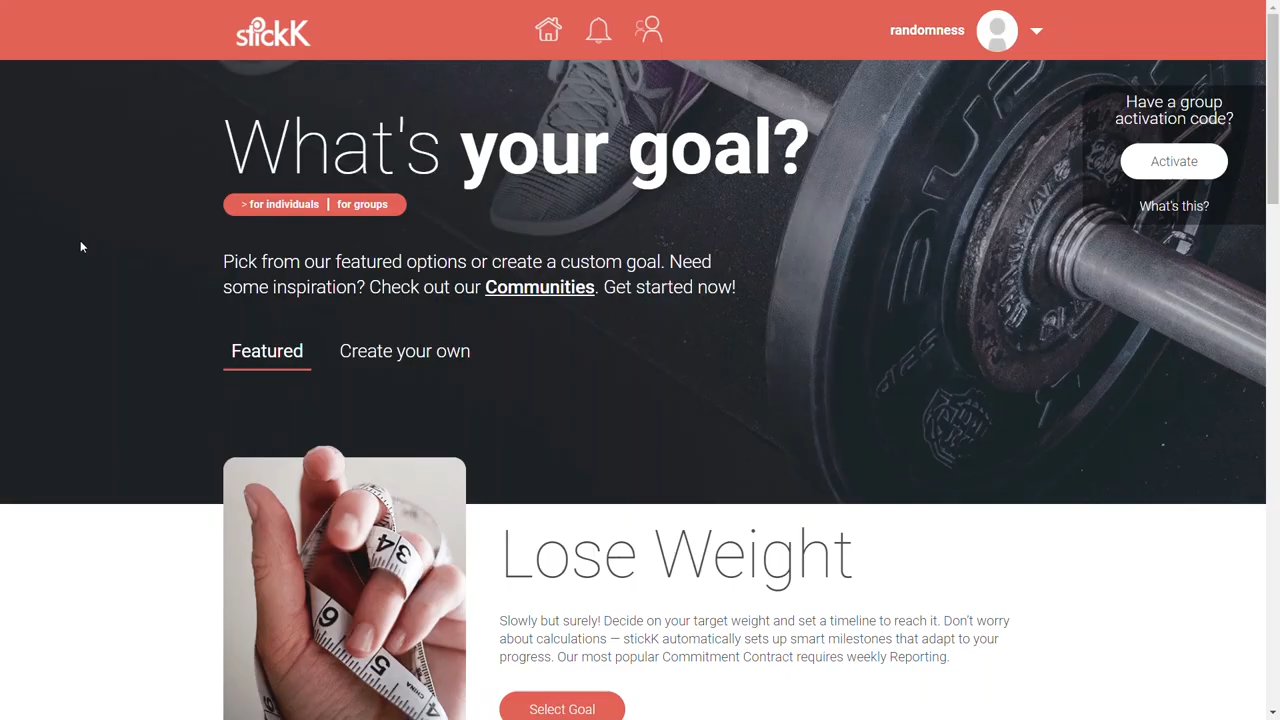 stickK
randomness
Have a group
activation code?
Activate
What's this?
What's your goal?
> for individuals | for groups
Pick from our featured options or create a custom goal. Need
some inspiration? Check out our Communities. Get started now!
Featured
Create your own
34
6
5
CHINA
Lose Weight
Slowly but surely! Decide on your target weight and set a timeline to reach it. Don't worry
about calculations — stickK automatically sets up smart milestones that adapt to your
progress. Our most popular Commitment Contract requires weekly Reporting.
Select Goal